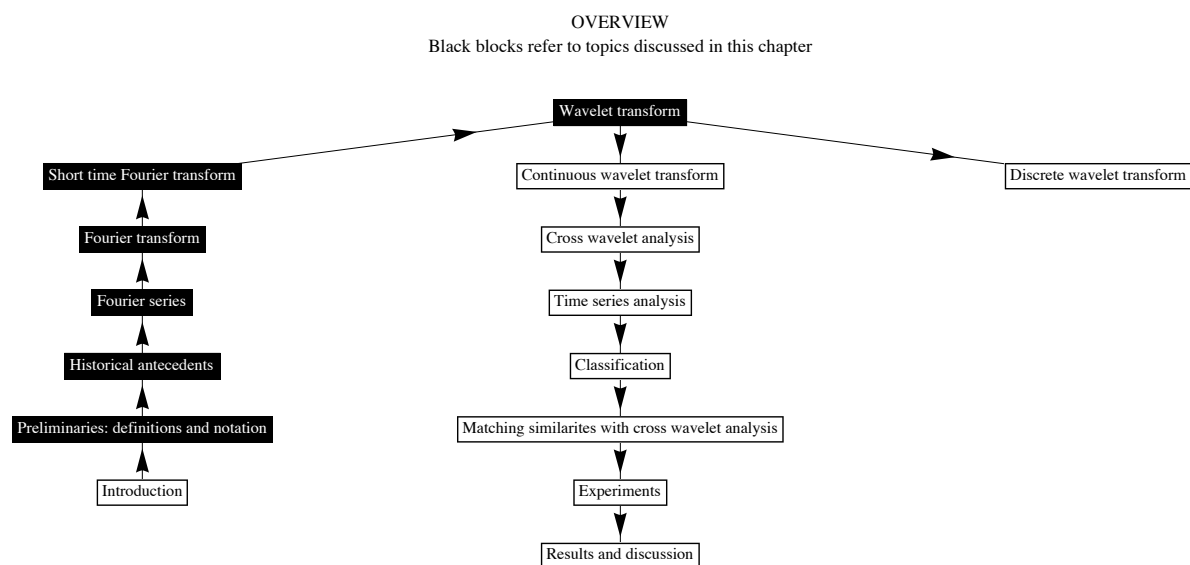 OVERVIEW
Black blocks refer to topics discussed in this chapter
Wavelet transform
Short time Fourier transform
Continuous wavelet transform
Discrete wavelet transform
Fourier transform
Cross wavelet analysis
Fourier series
Time series analysis
Historical antecedents
Classification
Preliminaries: definitions and notation
Matching similarites with cross wavelet analysis
Introduction
Experiments
Results and discussion